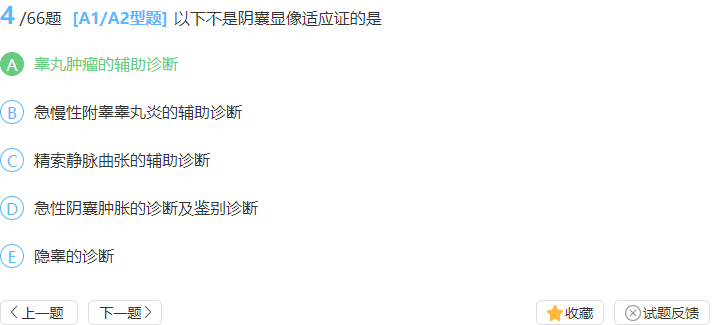 4 /66题 [A1/A2型题] 以下不是阴囊显像适应证的是
A 睾丸肿瘤的辅助诊断
B 急慢性附睾睾丸炎的辅助诊断
C 精索静脉曲张的辅助诊断
D 急性阴囊肿胀的诊断及鉴别诊断
E 隐睾的诊断
上一题 下一题 收藏 试题反馈